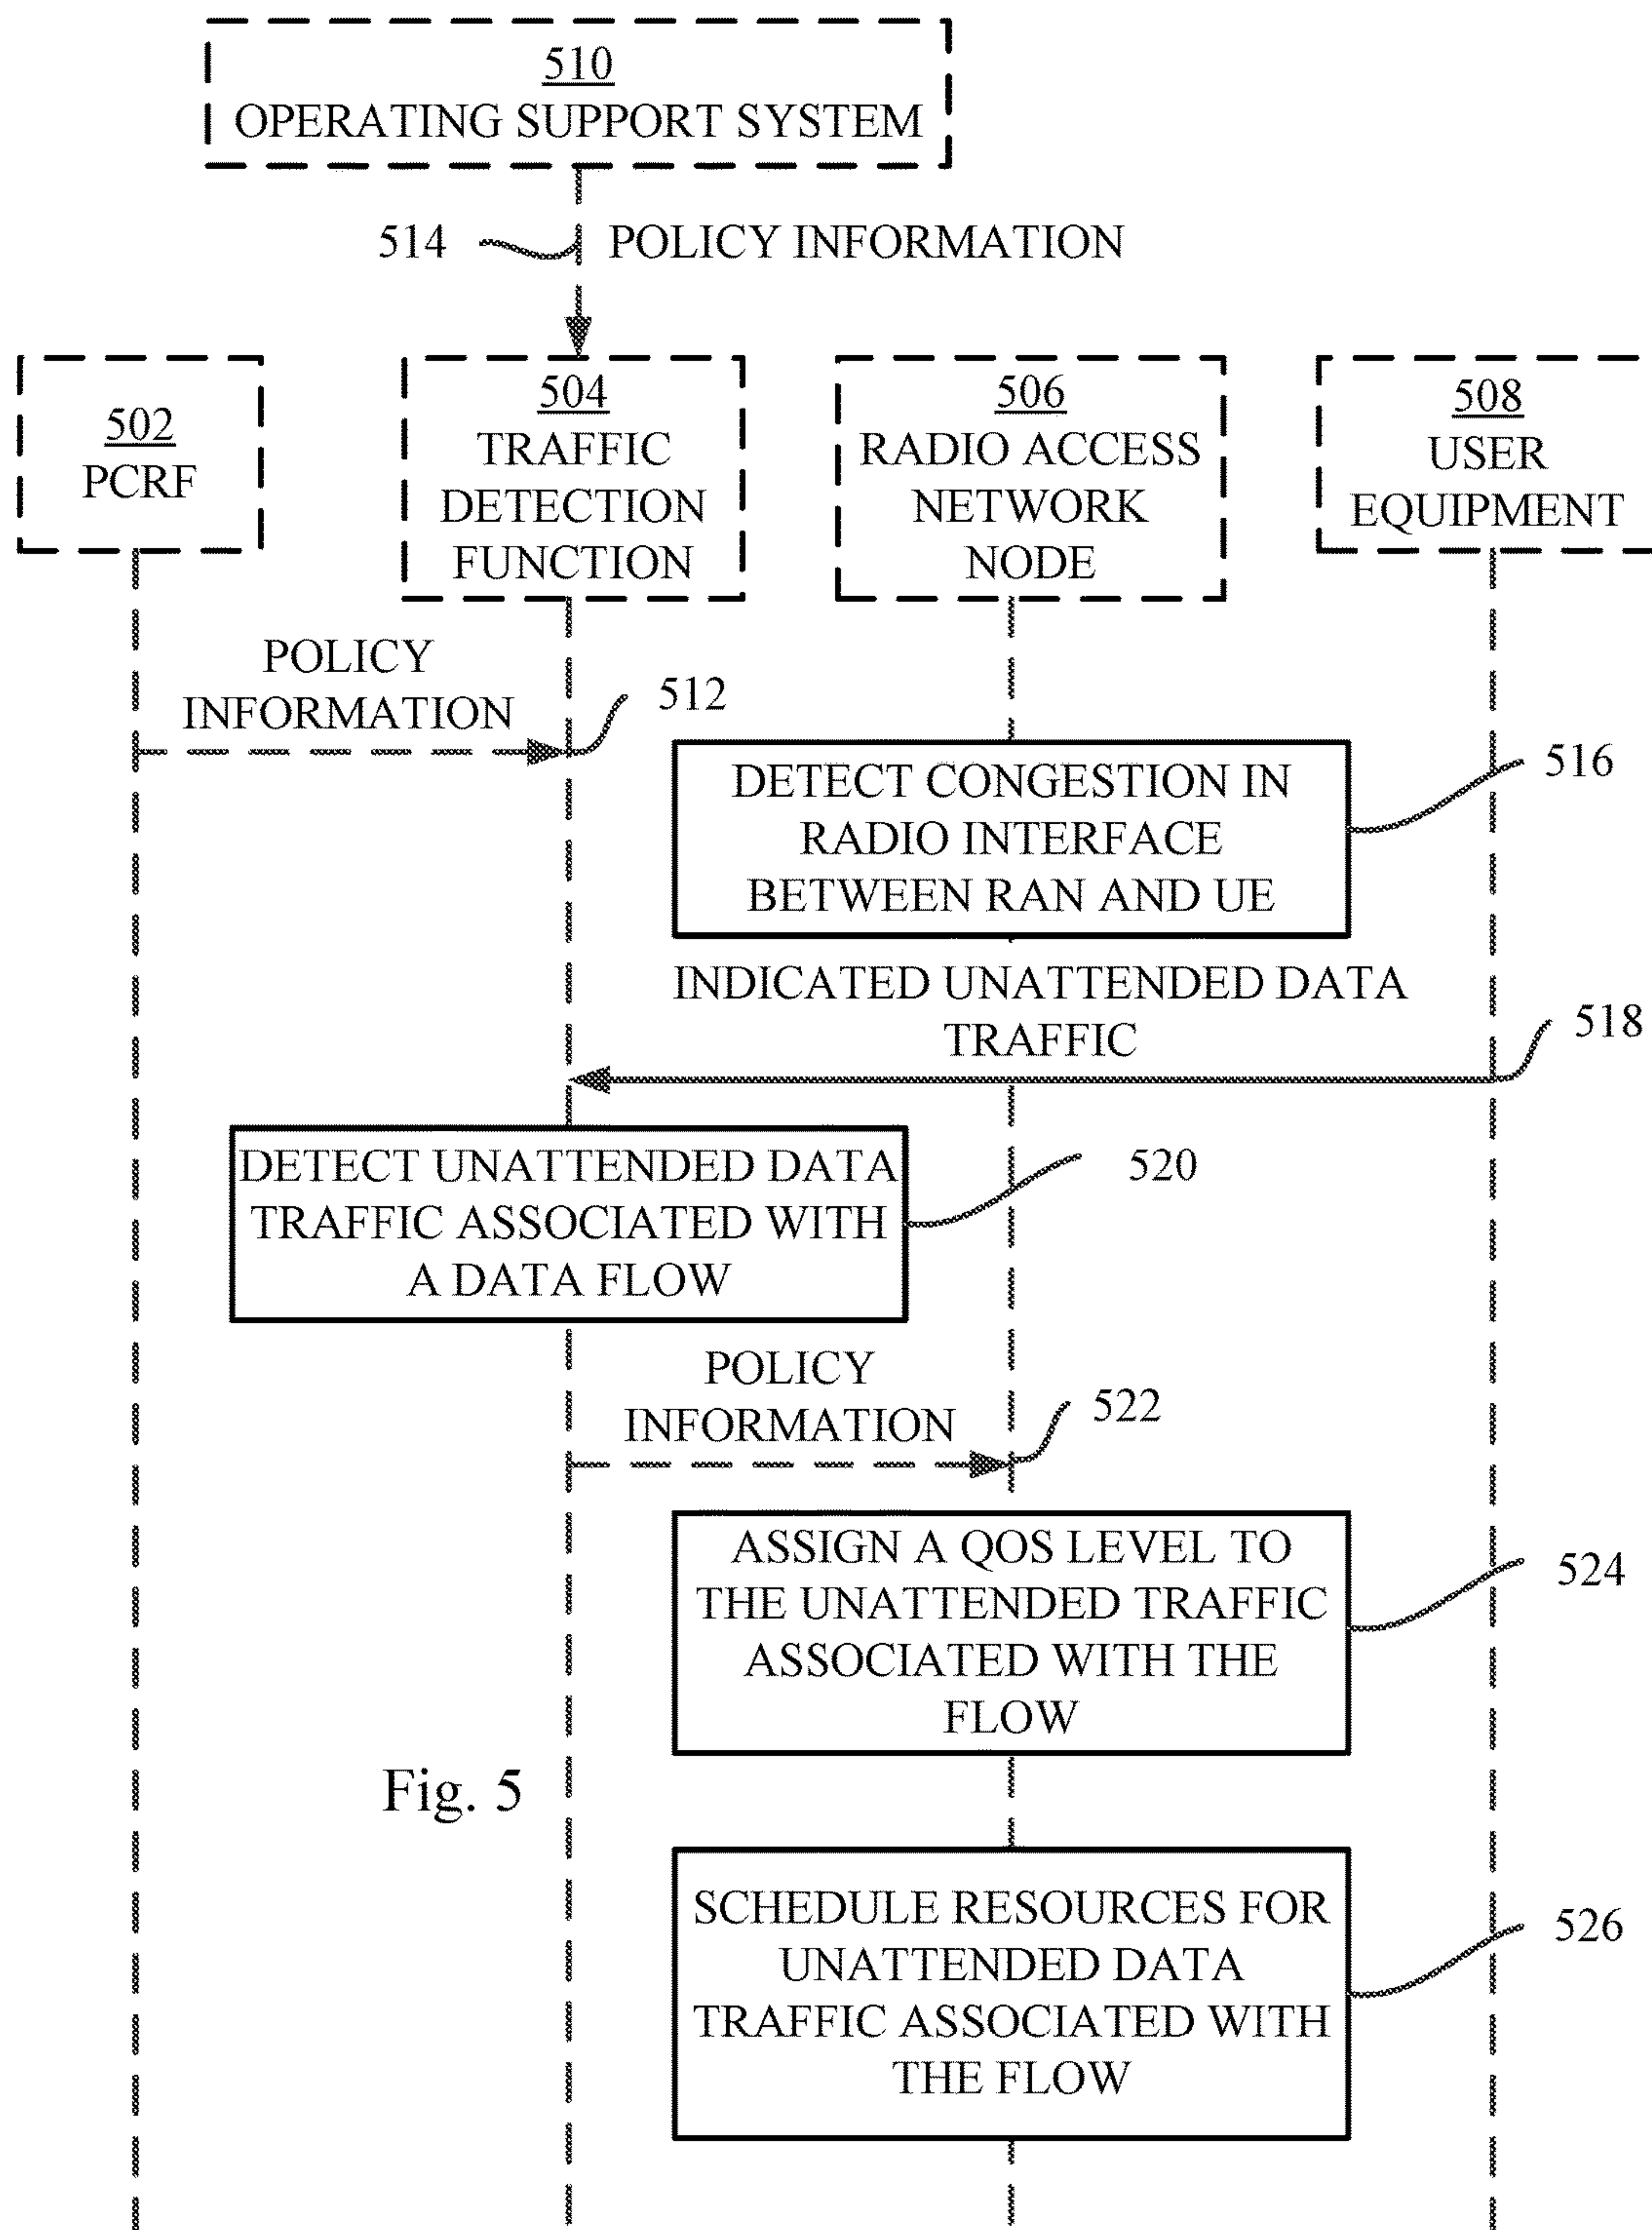 510
OPERATING SUPPORT SYSTEM
514
POLICY INFORMATION
502
PCRF
504
TRAFFIC
DETECTION
FUNCTION
506
RADIO ACCESS
NETWORK
NODE
508
USER
EQUIPMENT
POLICY
INFORMATION
512
DETECT CONGESTION IN
RADIO INTERFACE
BETWEEN RAN AND UE
516
INDICATED UNATTENDED DATA
TRAFFIC
518
DETECT UNATTENDED DATA
TRAFFIC ASSOCIATED WITH
A DATA FLOW
520
POLICY
INFORMATION
522
ASSIGN A QOS LEVEL TO
THE UNATTENDED TRAFFIC
ASSOCIATED WITH THE
FLOW
524
Fig. 5
SCHEDULE RESOURCES FOR
UNATTENDED DATA
TRAFFIC ASSOCIATED WITH
THE FLOW
526